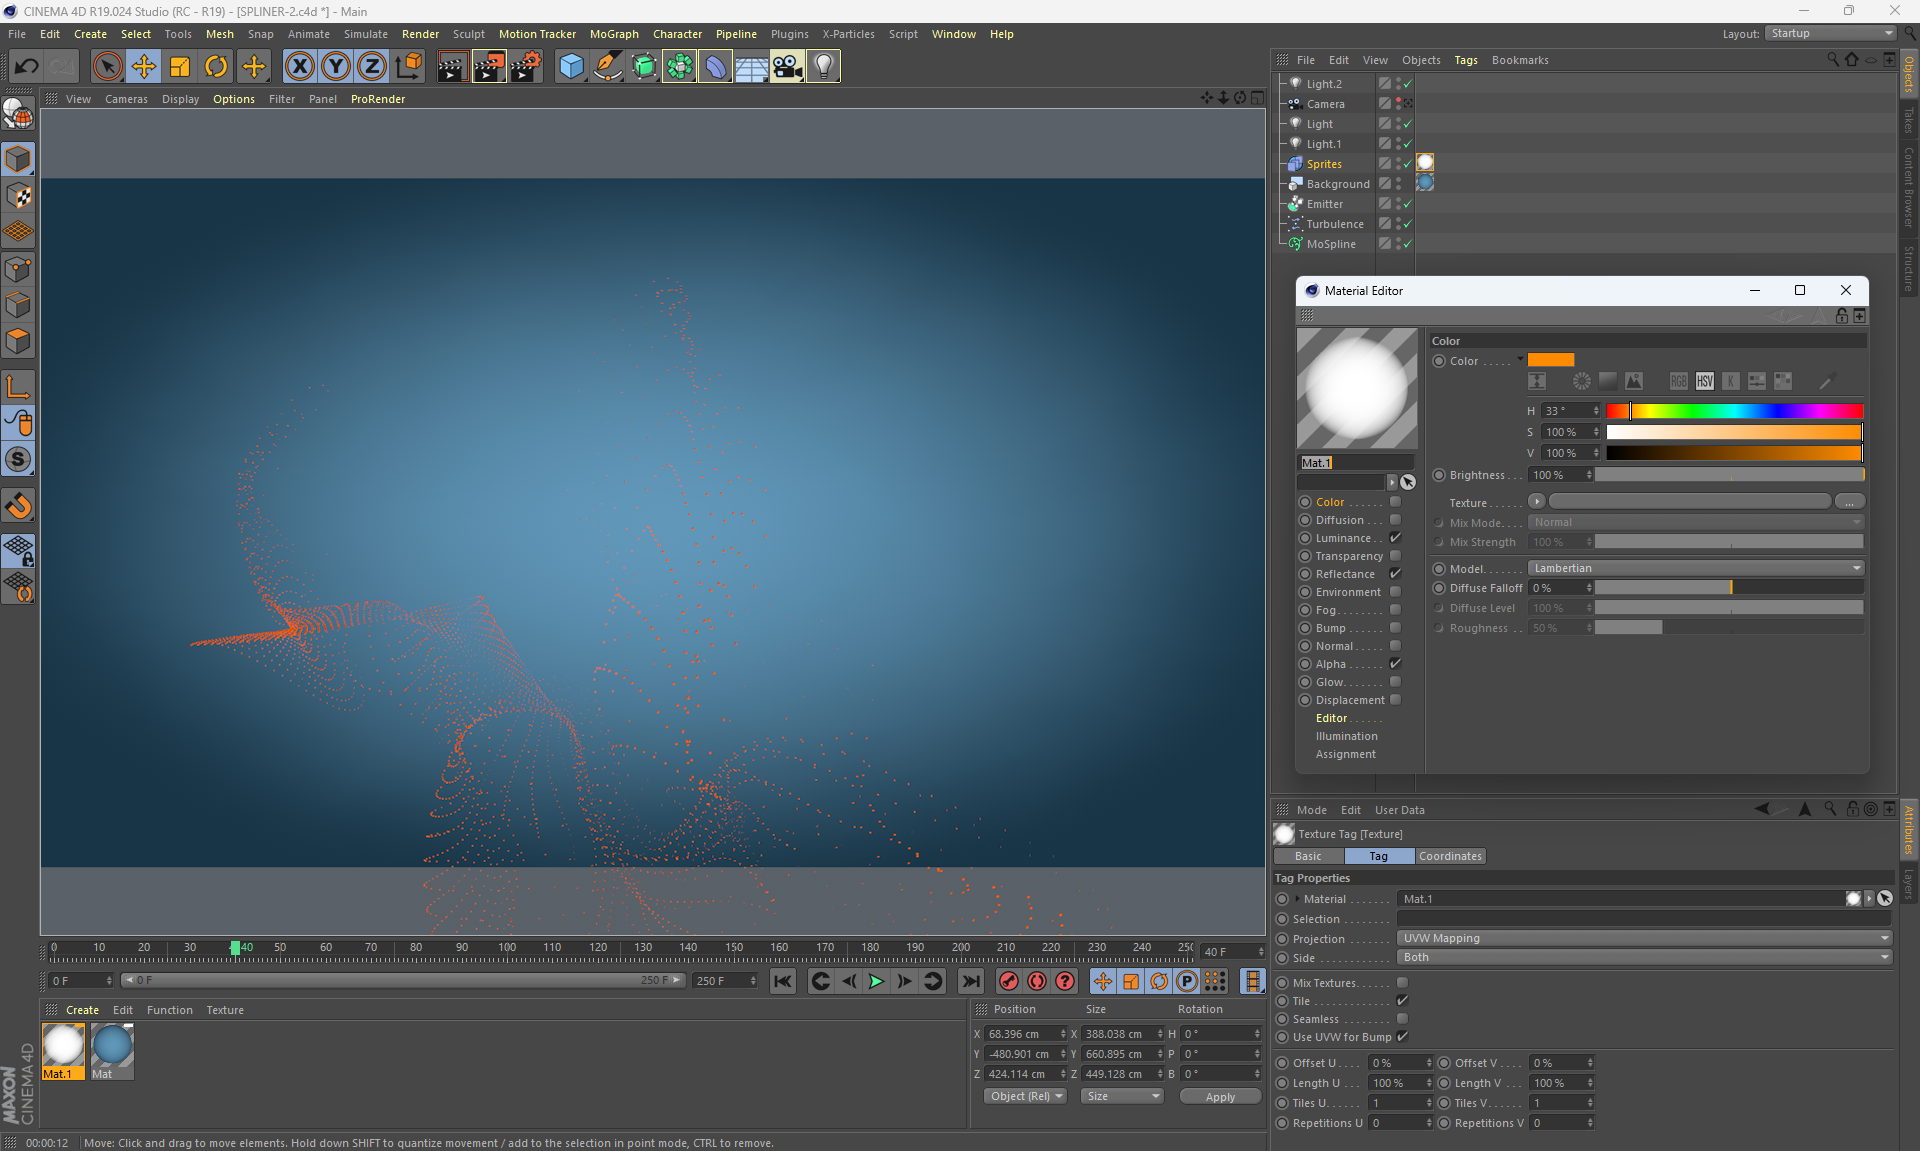 CINEMA 4D R19.024 Studio (RC - R19) - [SPLINER-2.c4d *] - Main
File Edit Create Select Tools Mesh Snap Animate Simulate Render Sculpt Motion Tracker MoGraph Character Pipeline Plugins X-Particles Script Window Help
Layout: Startup
X Y Z
File Edit View Objects Tags Bookmarks
View Cameras Display Options Filter Panel ProRender
Light.2
Camera
Light
Light.1
Sprites
Background
Emitter
Turbulence
MoSpline
Objects
Takes
Content Browser
Structure
Material Editor
Color
Color . . . . .
RGB HSV K
H 33 °
S 100 %
V 100 %
Brightness . . . 100 %
Texture . . . . . . ...
Mix Mode. . . . Normal
Mix Strength 100 %
Model. . . . . . . Lambertian
Diffuse Falloff 0 %
Diffuse Level 100 %
Roughness . . 50 %
Mat.1
Color . . . . . .
Diffusion . . .
Luminance . .
Transparency
Reflectance
Environment
Fog. . . . . . . .
Bump . . . . . .
Normal. . . . .
Alpha . . . . . .
Glow. . . . . . .
Displacement
Editor . . . . . .
Illumination
Assignment
Mode Edit User Data
Texture Tag [Texture]
Basic Tag Coordinates
Tag Properties
Material . . . . . . . Mat.1
Selection . . . . . . .
Projection . . . . . . . UVW Mapping
Side . . . . . . . . . . . . Both
Mix Textures. . . . .
Tile . . . . . . . . . . . .
Seamless . . . . . . . .
Use UVW for Bump
Offset U. . . . 0 % Offset V . . . . 0 %
Length U . . . 100 % Length V . . . 100 %
Tiles U. . . . . . 1 Tiles V. . . . . . 1
Repetitions U 0 Repetitions V 0
Attributes
Layers
0 10 20 30 40 50 60 70 80 90 100 110 120 130 140 150 160 170 180 190 200 210 220 230 240 250 40 F
0 F 0 F 250 F 250 F
P
Create Edit Function Texture
Mat.1 Mat
Position Size Rotation
X 68.396 cm X 388.038 cm H 0 °
Y -480.901 cm Y 660.895 cm P 0 °
Z 424.114 cm Z 449.128 cm B 0 °
Object (Rel) Size Apply
MAXON
CINEMA 4D
00:00:12 Move: Click and drag to move elements. Hold down SHIFT to quantize movement / add to the selection in point mode, CTRL to remove.